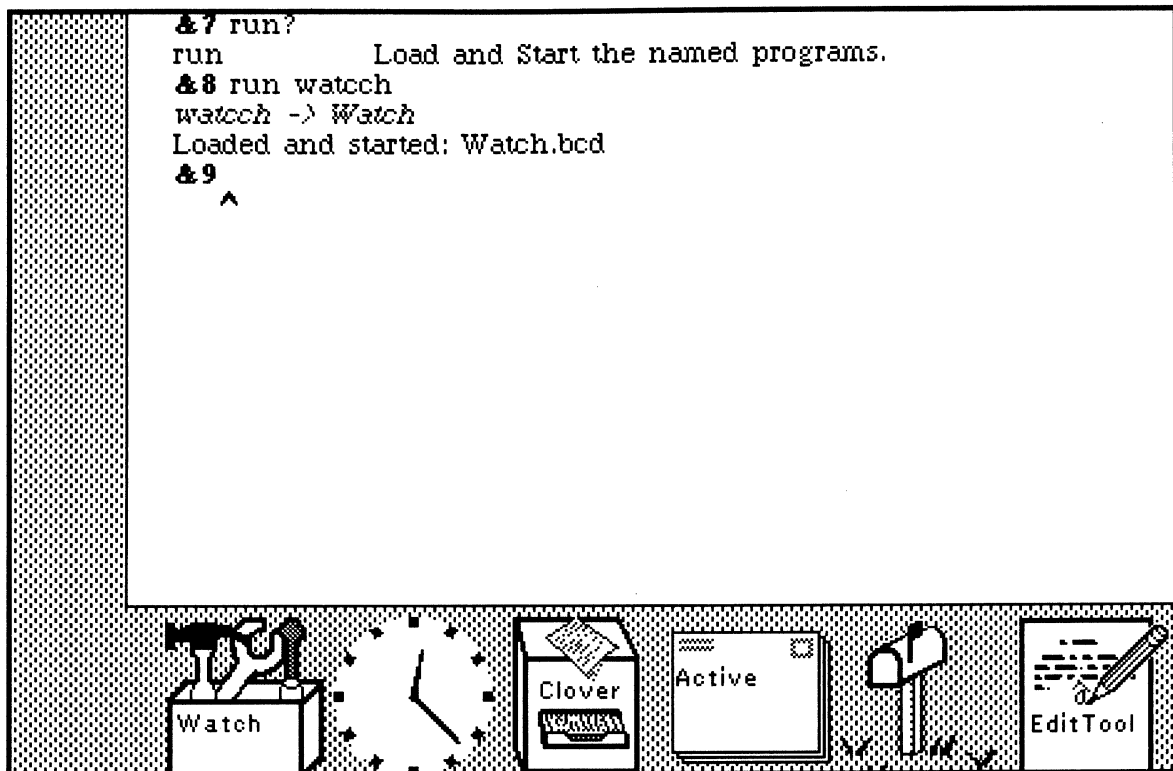 &7 run?
run Load and Start the named programs.
&8 run watcch
watcch -> Watch
Loaded and started: Watch.bcd
&9
^
Watch
Clover
Active
EditTool